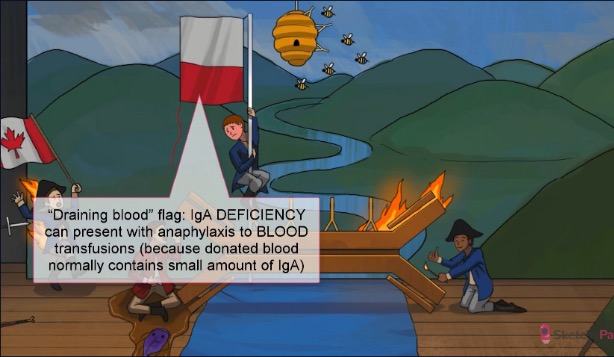 "Draining blood" flag: IgA DEFICIENCY
can present with anaphylaxis to BLOOD
transfusions (because donated blood
normally contains small amount of IgA)